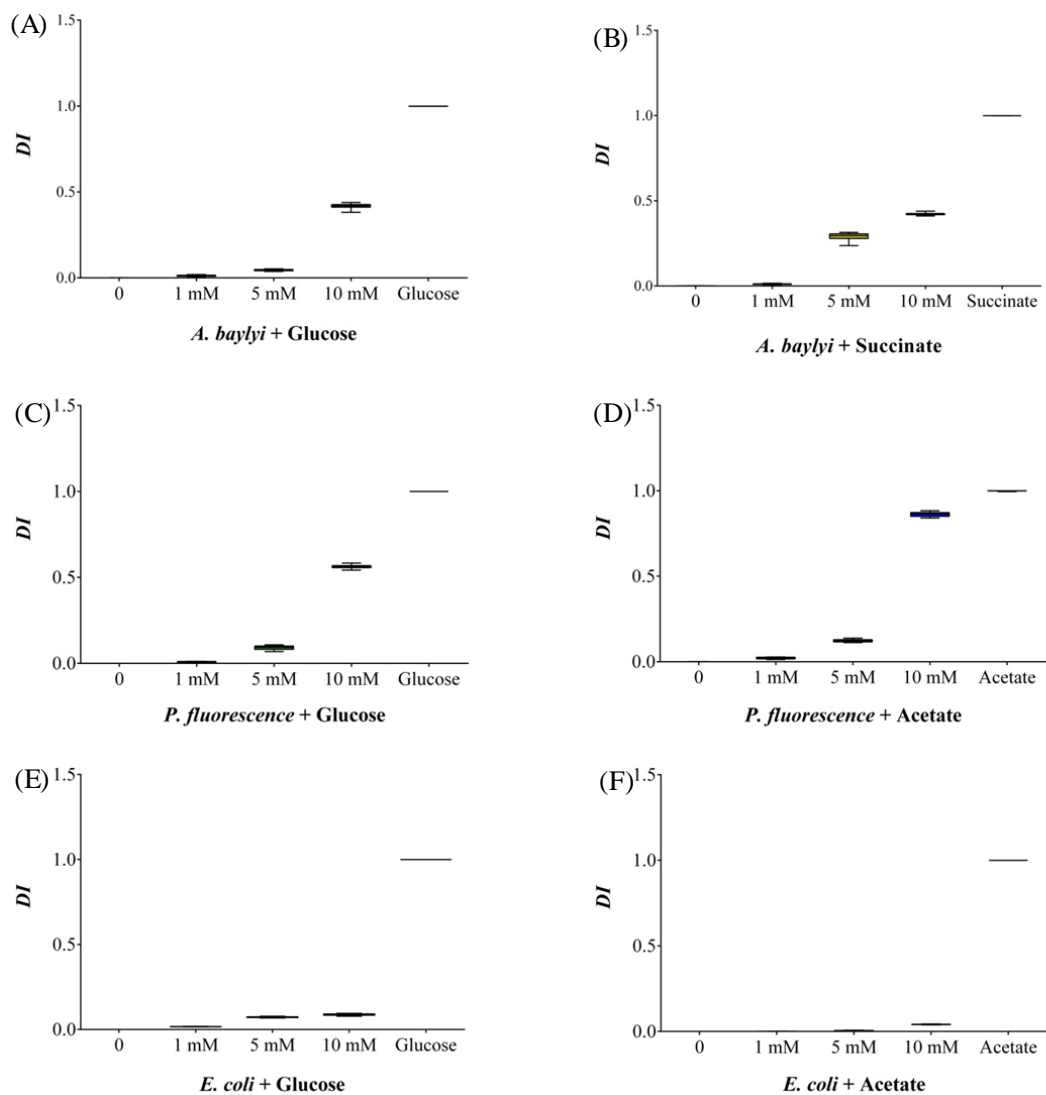 (A)
1.5
1.0
0.5
0.0
DI
0 1 mM 5 mM 10 mM Glucose
A. baylyi + Glucose
(B)
1.5
1.0
0.5
0.0
DI
0 1 mM 5 mM 10 mM Succinate
A. baylyi + Succinate
(C)
1.5
1.0
0.5
0.0
DI
0 1 mM 5 mM 10 mM Glucose
P. fluorescence + Glucose
(D)
1.5
1.0
0.5
0.0
DI
0 1 mM 5 mM 10 mM Acetate
P. fluorescence + Acetate
(E)
1.5
1.0
0.5
0.0
DI
0 1 mM 5 mM 10 mM Glucose
E. coli + Glucose
(F)
1.5
1.0
0.5
0.0
DI
0 1 mM 5 mM 10 mM Acetate
E. coli + Acetate